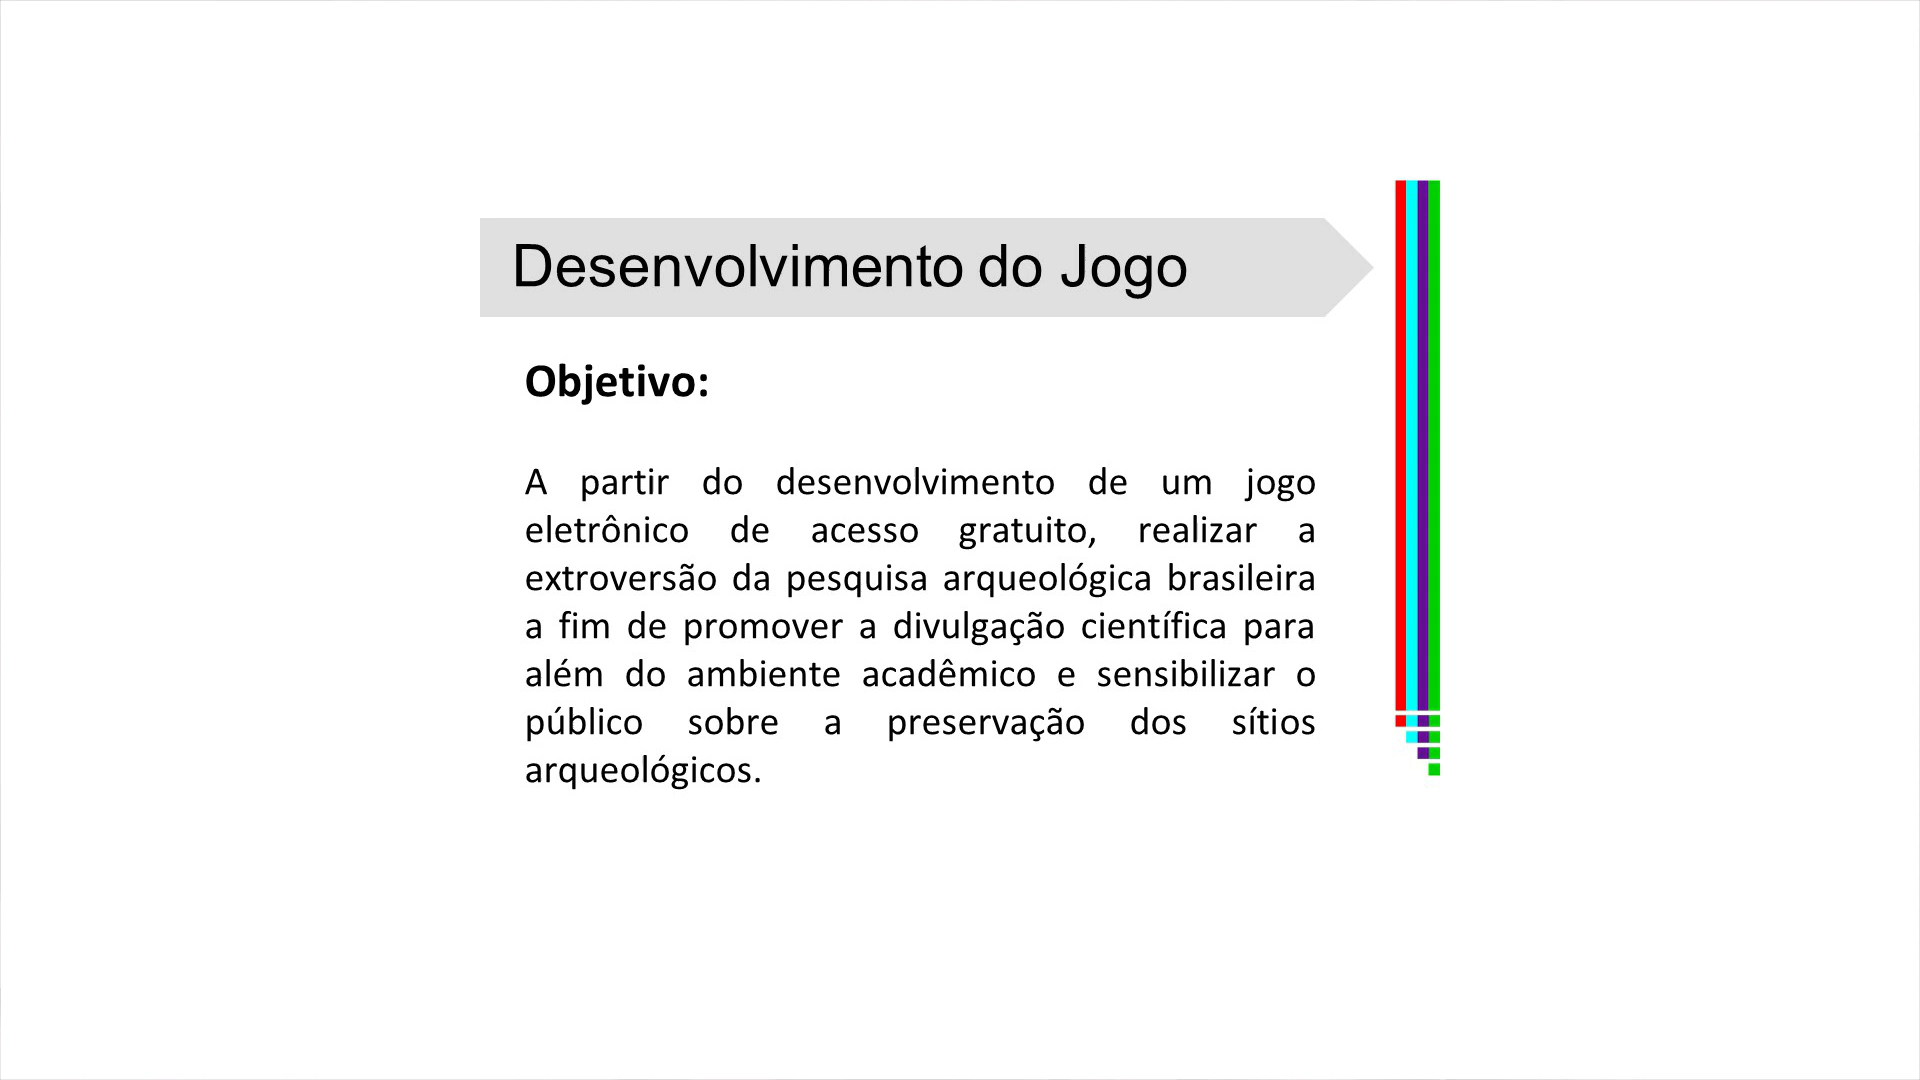 Desenvolvimento do Jogo
Objetivo:
A partir do desenvolvimento de um jogo
eletrônico de acesso gratuito, realizar a
extroversão da pesquisa arqueológica brasileira
a fim de promover a divulgação científica para
além do ambiente acadêmico e sensibilizar o
público sobre a preservação dos sítios
arqueológicos.